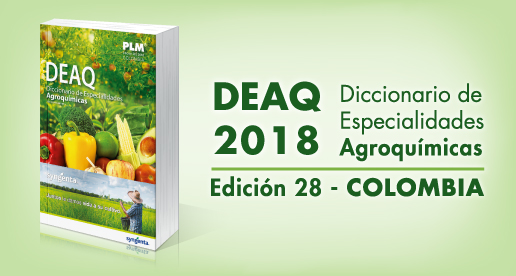 PLM
DEAQ
Diccionario de Especialidades
Agroquímicas
syngenta
syngenta
DEAQ
2018
Diccionario de
Especialidades
Agroquímicas
Edición 28 - COLOMBIA